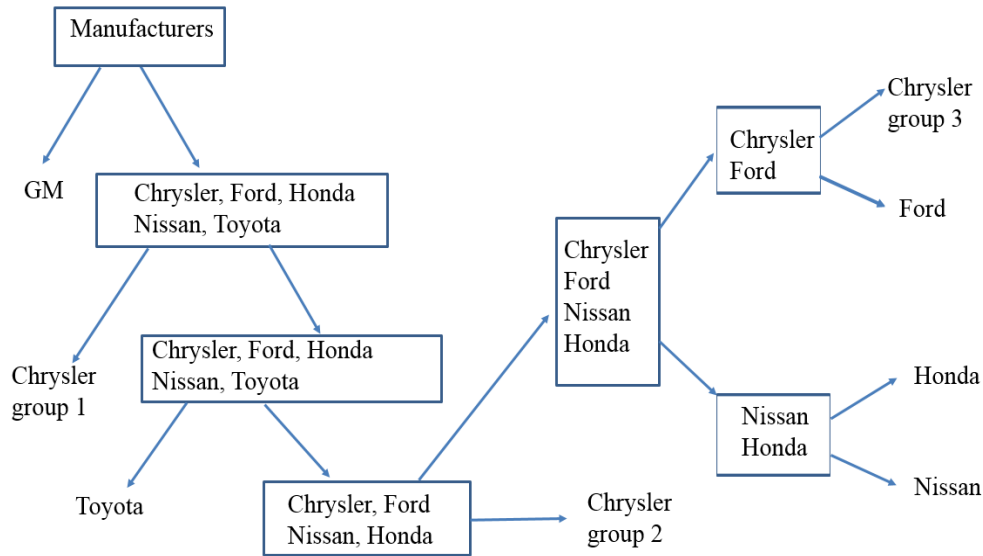 Manufacturers
GM
Chrysler, Ford, Honda
Nissan, Toyota
Chrysler
group 1
Chrysler, Ford, Honda
Nissan, Toyota
Toyota
Chrysler, Ford
Nissan, Honda
Chrysler
group 2
Chrysler
Ford
Nissan
Honda
Chrysler
Ford
Chrysler
group 3
Ford
Nissan
Honda
Honda
Nissan